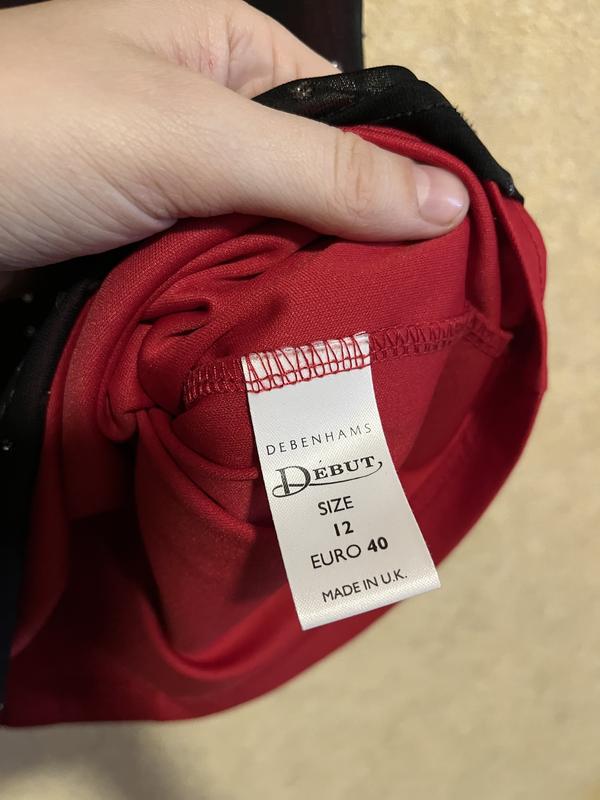 DEBENHAMS
DÉBUT
SIZE
12
EURO 40
MADE IN U.K.